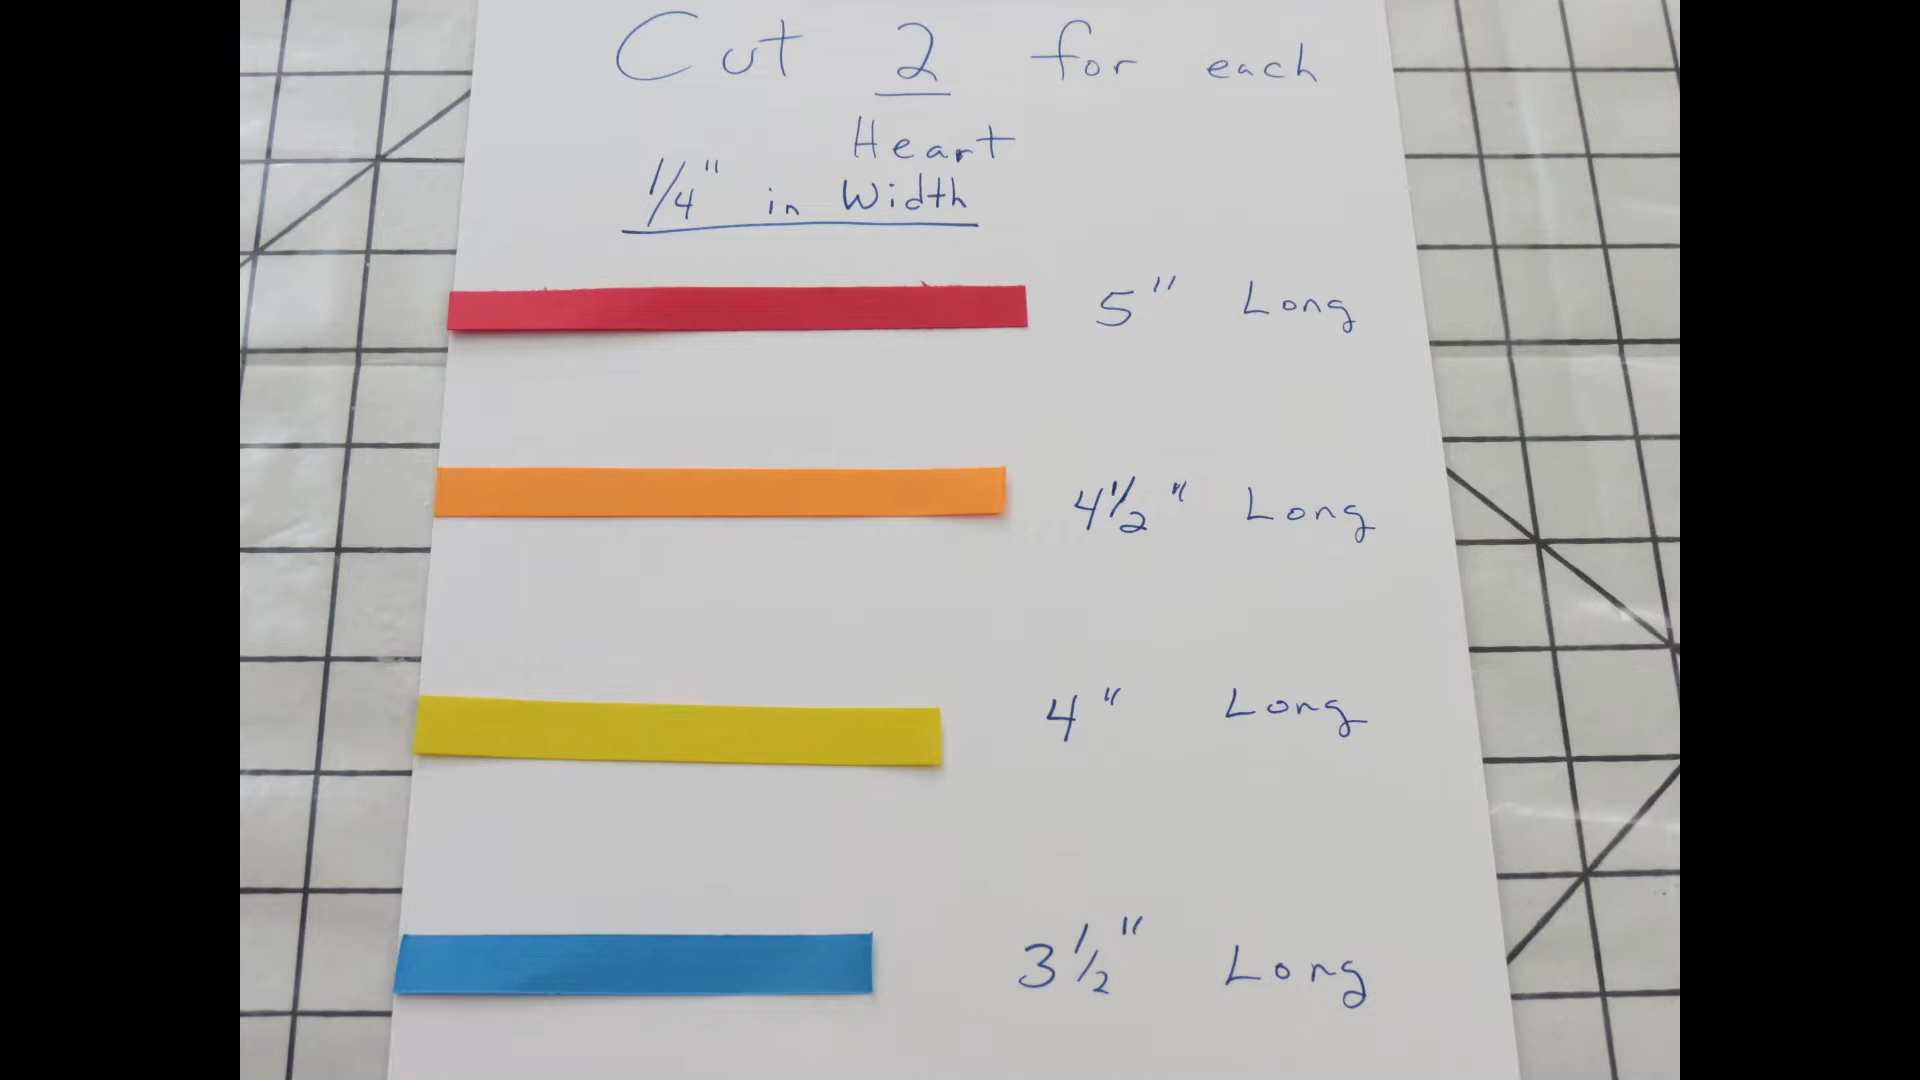 Cut 2 for each
Heart
1/4" in Width
5" Long
4 1/2" Long
4" Long
3 1/2" Long